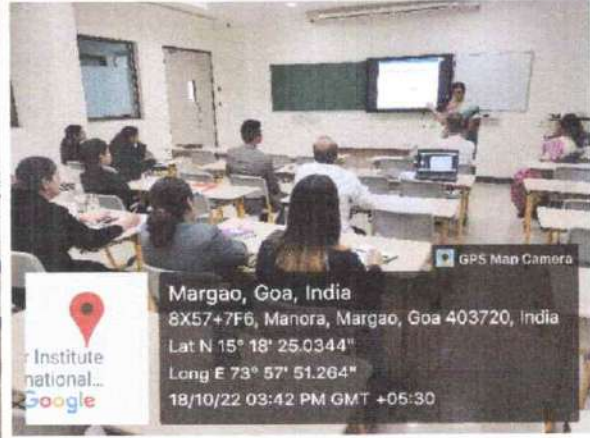 GPS Map Camera
Margao, Goa, India
8X57+7F6, Manora, Margao, Goa 403720, India
Lat N 15° 18' 25.0344"
Long E 73° 57' 51.264"
18/10/22 03:42 PM GMT +05:30
r Institute
national...
Google